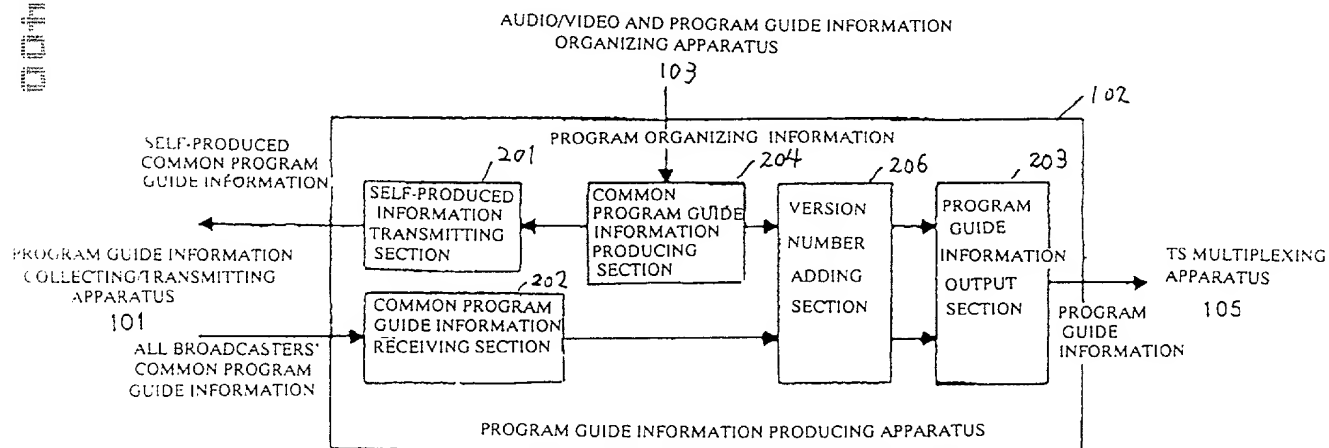 AUDIO/VIDEO AND PROGRAM GUIDE INFORMATION
ORGANIZING APPARATUS
103
102
PROGRAM ORGANIZING INFORMATION
SELF-PRODUCED
COMMON PROGRAM
GUIDE INFORMATION
201
SELF-PRODUCED
INFORMATION
TRANSMITTING
SECTION
204
COMMON
PROGRAM GUIDE
INFORMATION
PRODUCING
SECTION
206
VERSION
NUMBER
ADDING
SECTION
203
PROGRAM
GUIDE
INFORMATION
OUTPUT
SECTION
PROGRAM GUIDE INFORMATION
COLLECTING/TRANSMITTING
APPARATUS
101
202
COMMON PROGRAM
GUIDE INFORMATION
RECEIVING SECTION
TS MULTIPLEXING
APPARATUS
105
PROGRAM
GUIDE
INFORMATION
ALL BROADCASTERS'
COMMON PROGRAM
GUIDE INFORMATION
PROGRAM GUIDE INFORMATION PRODUCING APPARATUS